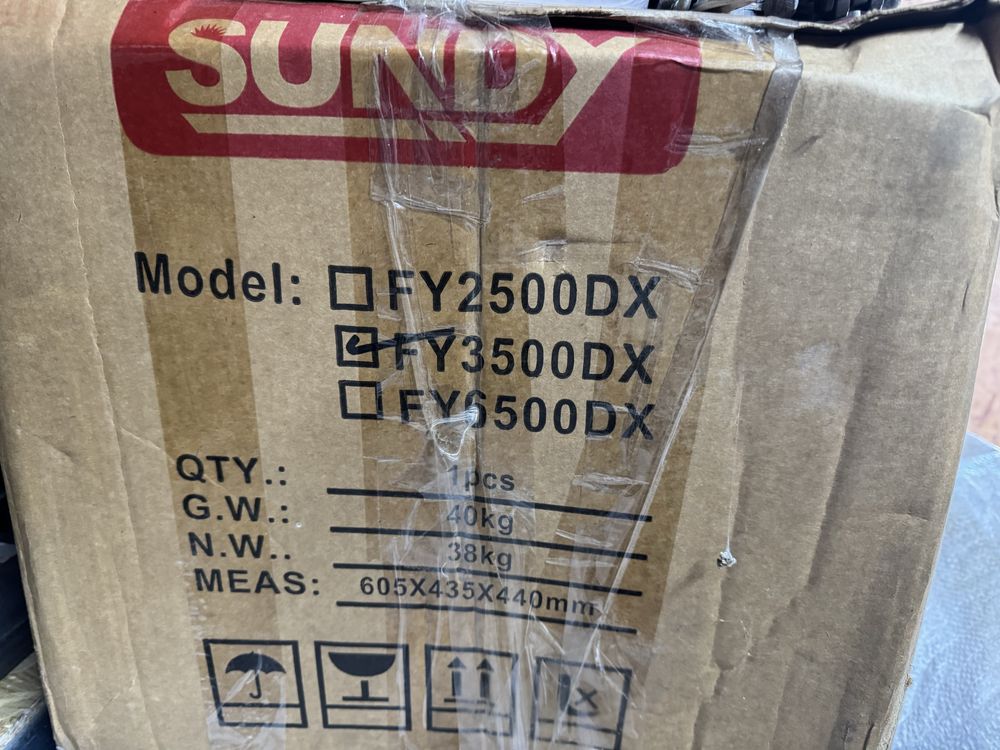 SUNDY
Model: FY2500DX
FY3500DX
FY6500DX
QTY.: 1pcs
G.W.: 40kg
N.W.. 38kg
MEAS: 605X435X440mm